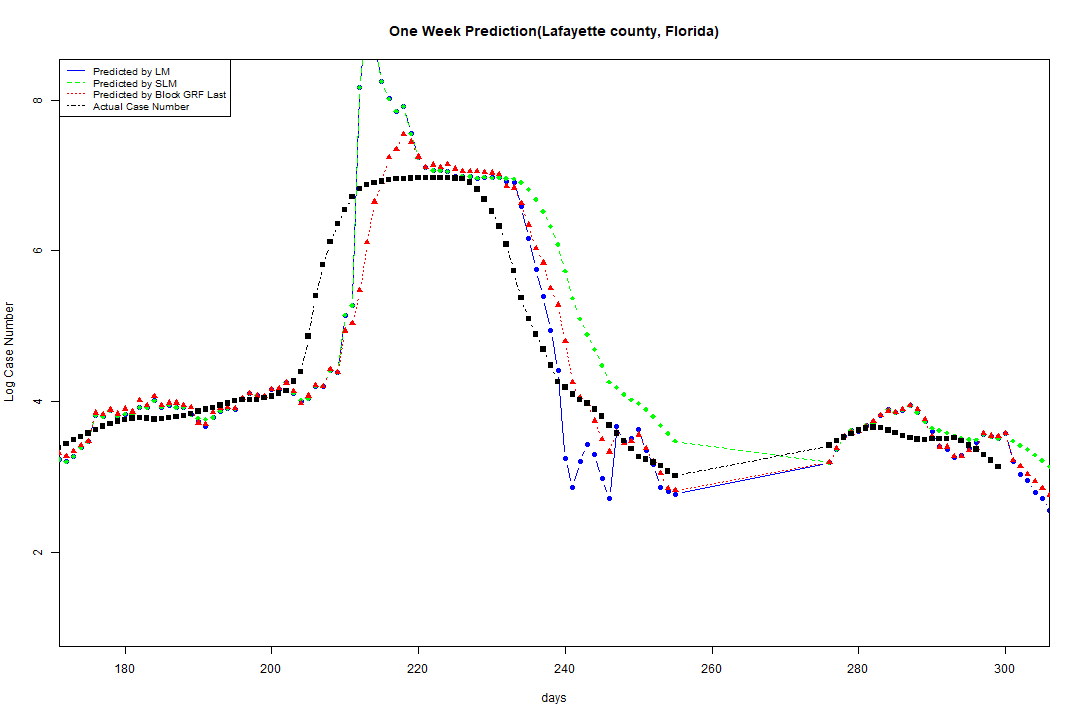 One Week Prediction(Lafayette county, Florida)
Predicted by LM
Predicted by SLM
Predicted by Block GRF Last
Actual Case Number
8
6
4
2
Log Case Number
180 200 220 240 260 280 300
days